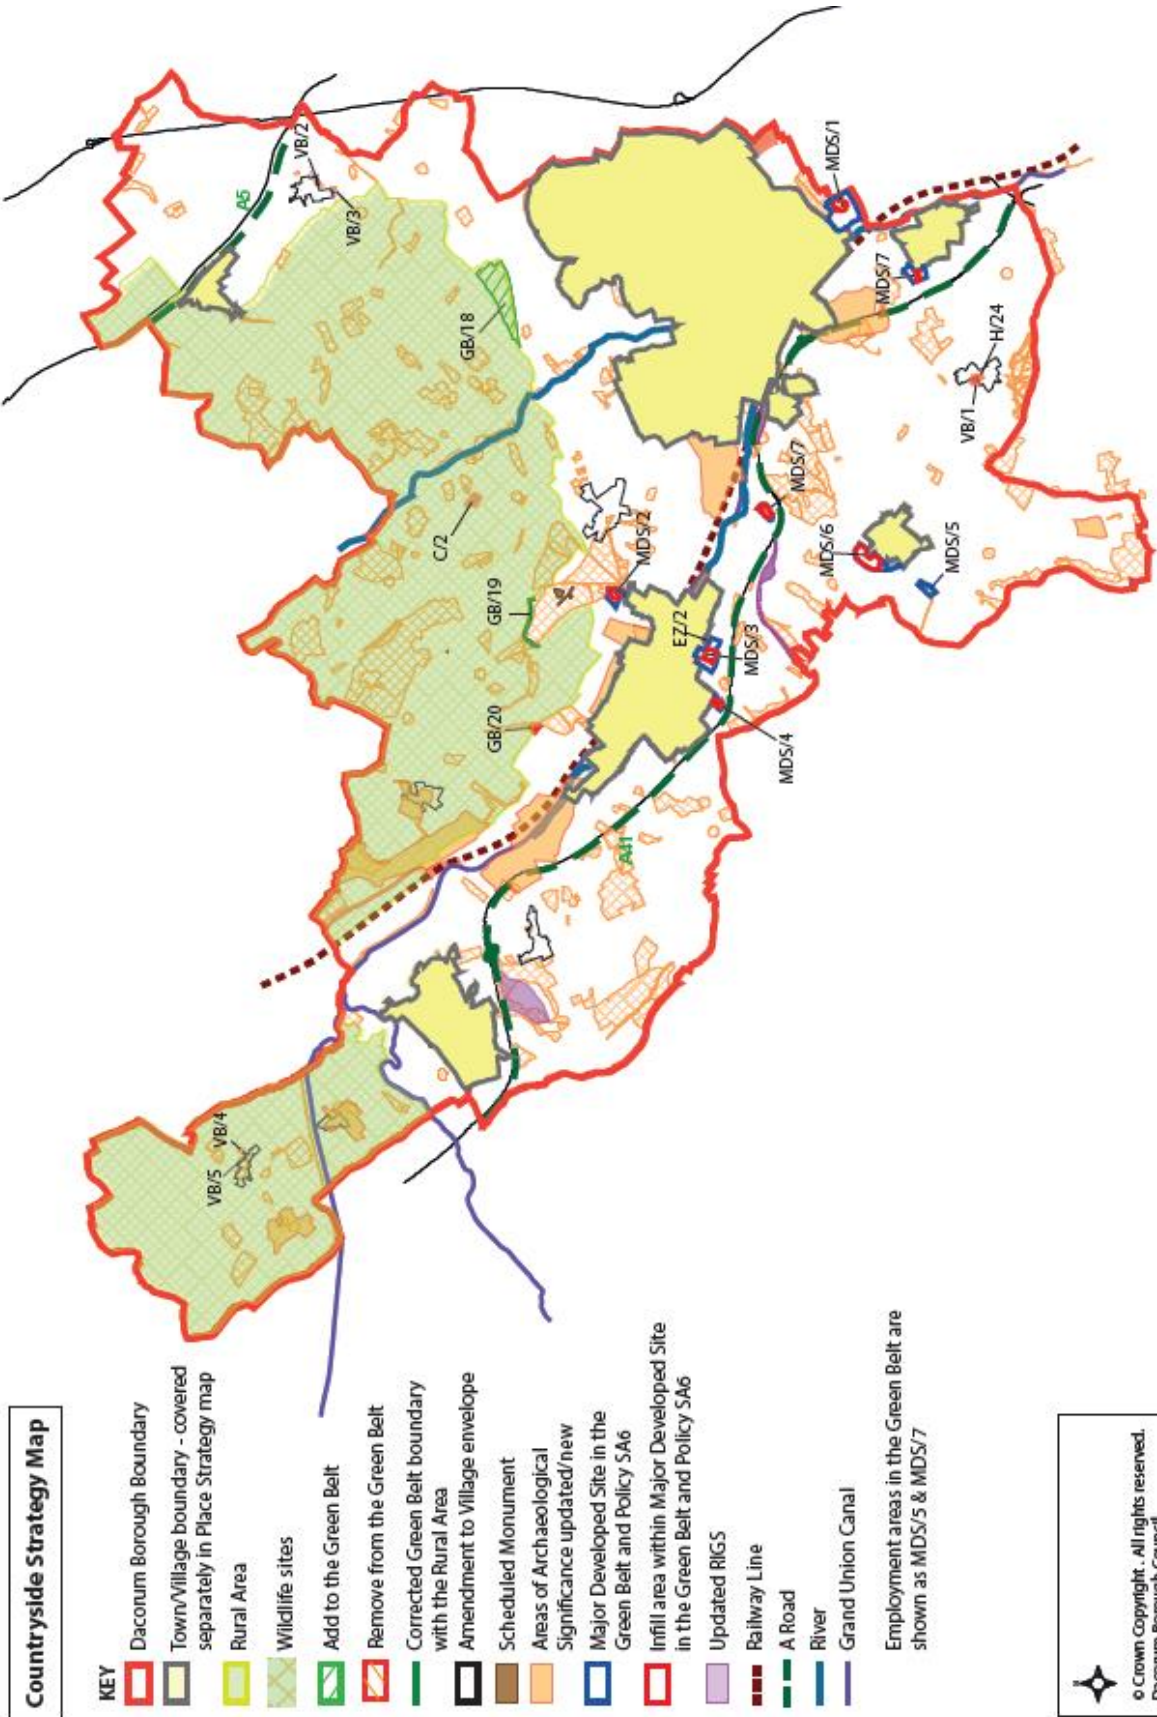 Countryside Strategy Map
KEY
Dacorum Borough Boundary
Town/Village boundary - covered
separately in Place Strategy map
Rural Area
Wildlife sites
Add to the Green Belt
Remove from the Green Belt
Corrected Green Belt boundary
with the Rural Area
Amendment to Village envelope
Scheduled Monument
Areas of Archaeological
Significance updated/new
Major Developed Site in the
Green Belt and Policy SA6
Infill area within Major Developed Site
in the Green Belt and Policy SA6
Updated RIGS
Railway Line
A Road
River
Grand Union Canal
Employment areas in the Green Belt are
shown as MDS/5 & MDS/7
© Crown Copyright. All rights reserved.
Dacorum Borough Council
VB/5
VB/4
A41
GB/20
GB/19
C/2
MDS/2
EZ/2
MDS/3
MDS/4
MDS/6
MDS/5
MDS/7
GB/18
A5
VB/2
VB/3
MDS/1
MDS/7
H/24
VB/1